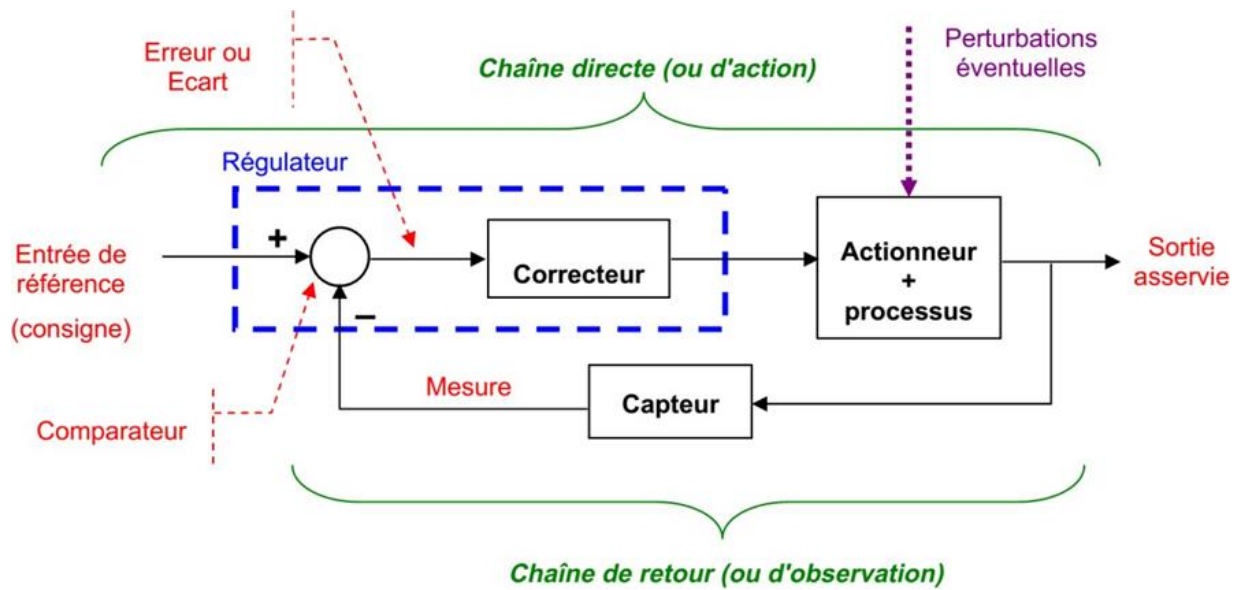 Erreur ou
Ecart
Chaîne directe (ou d'action)
Perturbations
éventuelles
Régulateur
+
Entrée de
référence
(consigne)
Correcteur
Actionneur
+
processus
Sortie
asservie
–
Mesure
Capteur
Comparateur
Chaîne de retour (ou d'observation)